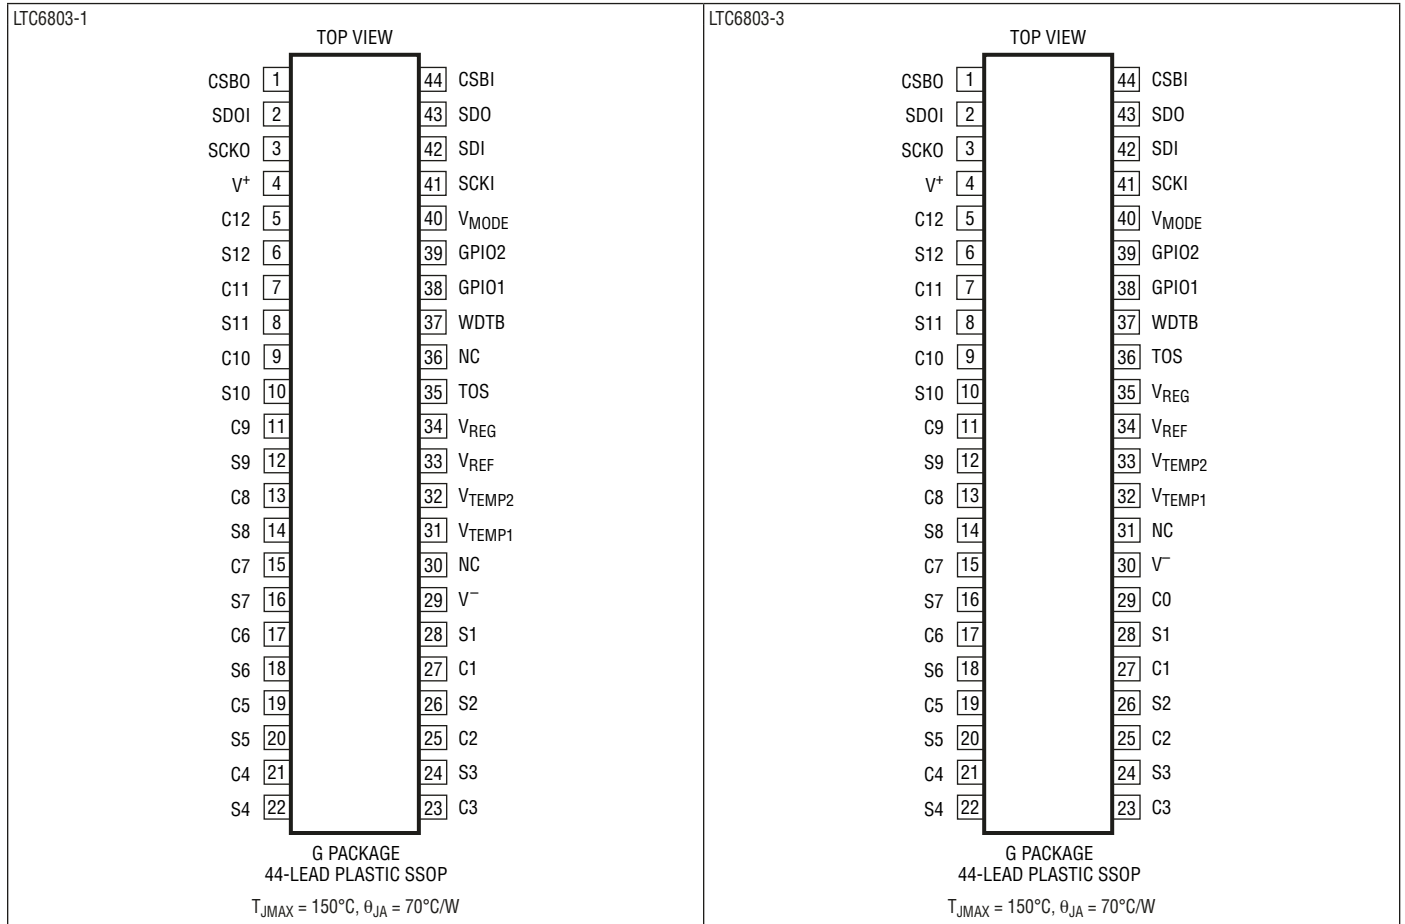 LTC6803-1
TOP VIEW
CSBO 1 44 CSBI
SDOI 2 43 SDO
SCKO 3 42 SDI
V+ 4 41 SCKI
C12 5 40 VMODE
S12 6 39 GPIO2
C11 7 38 GPIO1
S11 8 37 WDTB
C10 9 36 NC
S10 10 35 TOS
C9 11 34 VREG
S9 12 33 VREF
C8 13 32 VTEMP2
S8 14 31 VTEMP1
C7 15 30 NC
S7 16 29 V–
C6 17 28 S1
S6 18 27 C1
C5 19 26 S2
S5 20 25 C2
C4 21 24 S3
S4 22 23 C3
G PACKAGE
44-LEAD PLASTIC SSOP
TJMAX = 150°C, θJA = 70°C/W
LTC6803-3
TOP VIEW
CSBO 1 44 CSBI
SDOI 2 43 SDO
SCKO 3 42 SDI
V+ 4 41 SCKI
C12 5 40 VMODE
S12 6 39 GPIO2
C11 7 38 GPIO1
S11 8 37 WDTB
C10 9 36 TOS
S10 10 35 VREG
C9 11 34 VREF
S9 12 33 VTEMP2
C8 13 32 VTEMP1
S8 14 31 NC
C7 15 30 V–
S7 16 29 C0
C6 17 28 S1
S6 18 27 C1
C5 19 26 S2
S5 20 25 C2
C4 21 24 S3
S4 22 23 C3
G PACKAGE
44-LEAD PLASTIC SSOP
TJMAX = 150°C, θJA = 70°C/W